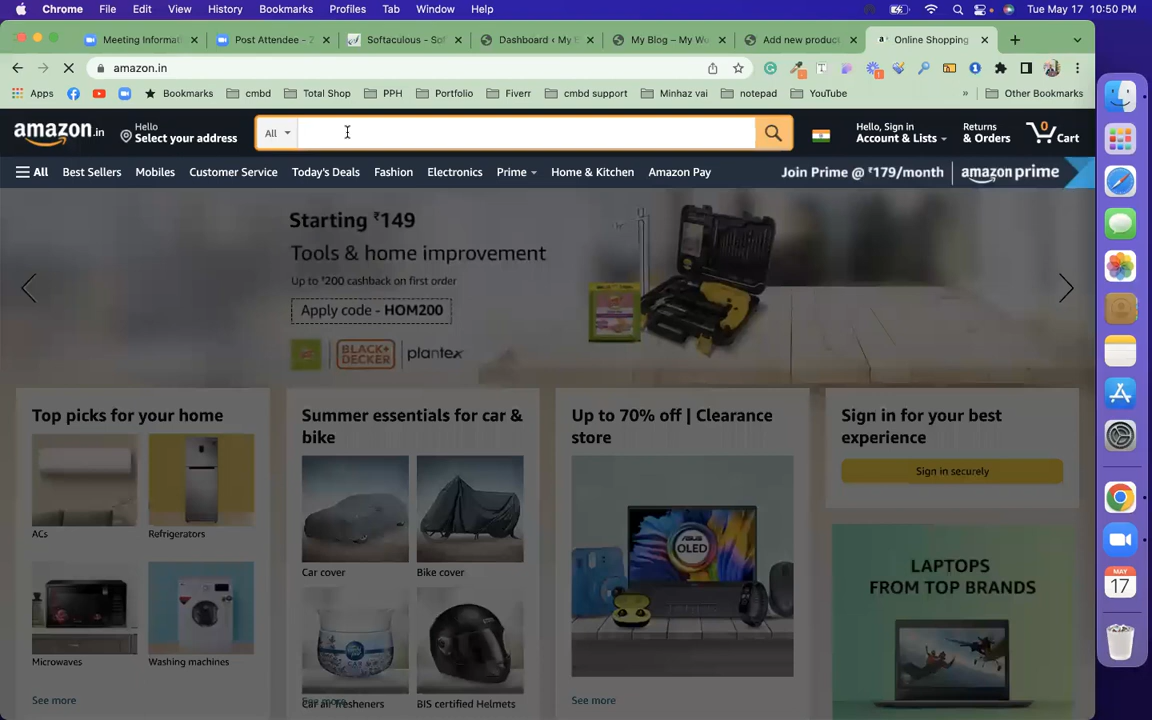 Chrome File Edit View History Bookmarks Profiles Tab Window Help Tue May 17 10:50 PM
Meeting Informat Post Attendee - 2 Softaculous - Sof Dashboard ‹ My My Blog – My We Add new product Online Shopping
amazon.in
Apps Bookmarks cmbd Total Shop PPH Portfolio Fiverr cmbd support Minhaz vai notepad YouTube » Other Bookmarks
amazon.in
Hello
Select your address
All
Hello, Sign in
Account & Lists
Returns
& Orders
0
Cart
All Best Sellers Mobiles Customer Service Today's Deals Fashion Electronics Prime Home & Kitchen Amazon Pay Join Prime @ ₹179/month amazon prime
Starting ₹149
Tools & home improvement
Up to ₹200 cashback on first order
Apply code - HOM200
BLACK+
DECKER
plantex
Top picks for your home
ACs
Refrigerators
Microwaves
Washing machines
See more
Summer essentials for car &
bike
Car cover
Bike cover
Car air fresheners
BIS certified Helmets
See more
Up to 70% off | Clearance
store
ASUS
OLED
See more
Sign in for your best
experience
Sign in securely
LAPTOPS
FROM TOP BRANDS
MAY
17